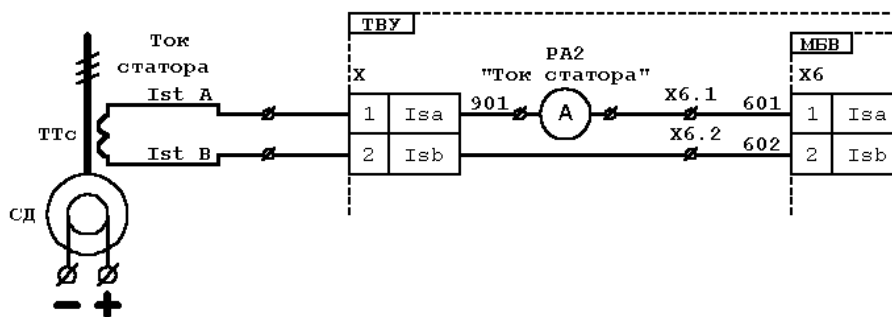 ТВУ
МБВ
Ток
статора
PA2
"Ток статора"
X
X6
Ist A
1
Isa
901
A
X6.1
601
1
Isa
ТТс
Ist B
2
Isb
X6.2
602
2
Isb
СД
− +